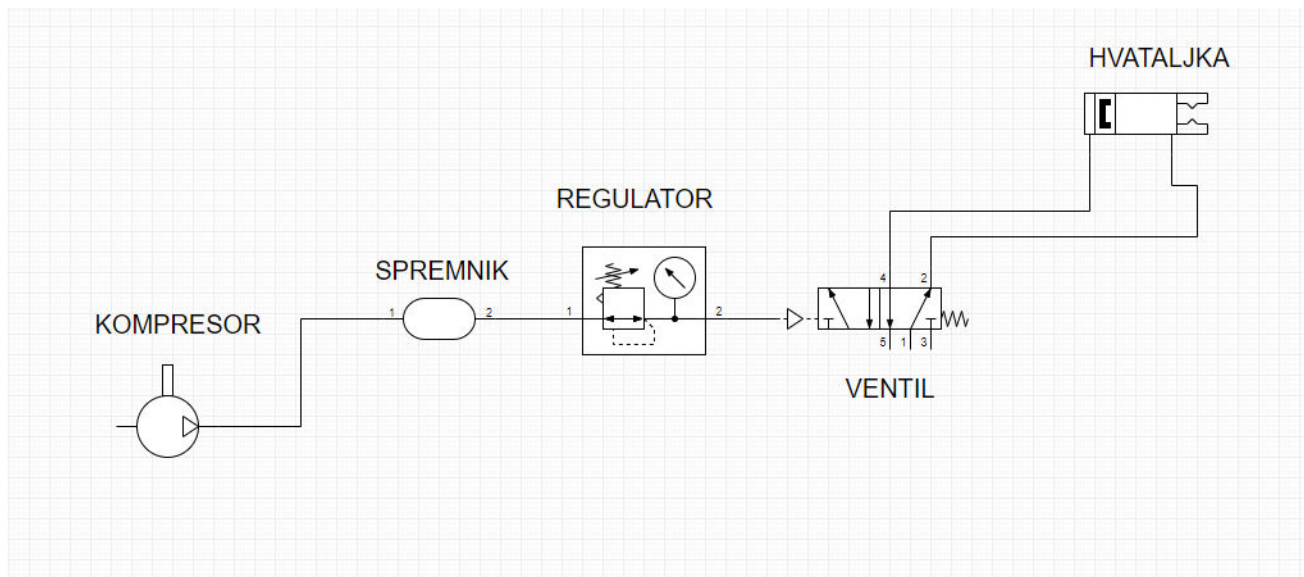 HVATALJKA
REGULATOR
SPREMNIK
KOMPRESOR
1 2
1 2
4 2
5 1 3
VENTIL